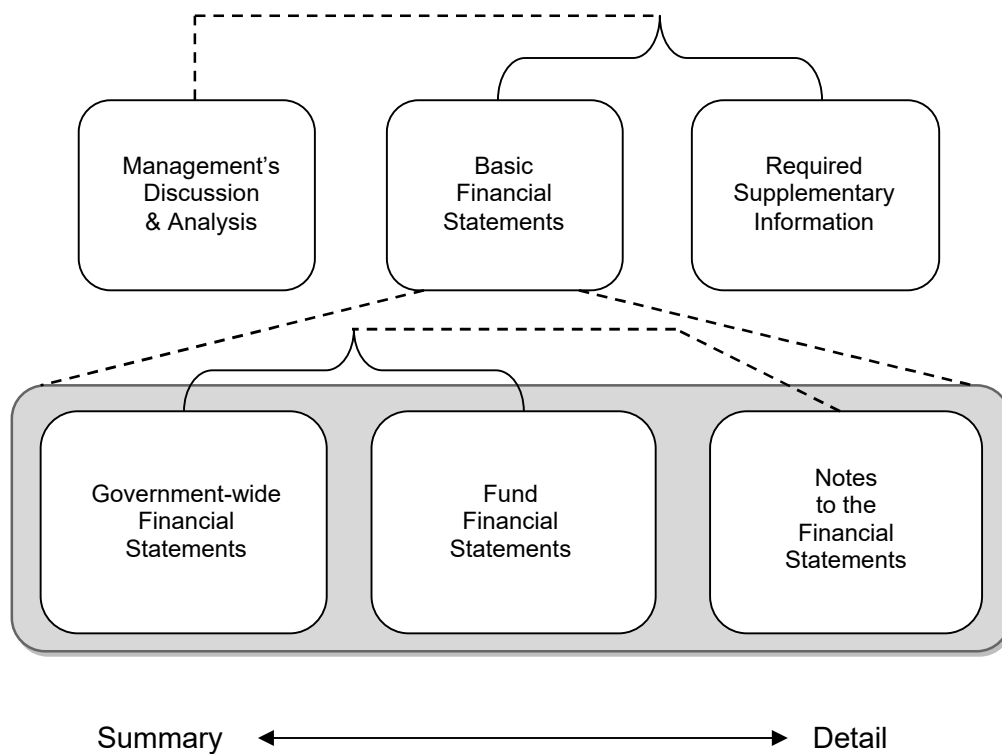 Management’s
Discussion
& Analysis
Basic
Financial
Statements
Required
Supplementary
Information
Government-wide
Financial
Statements
Fund
Financial
Statements
Notes
to the
Financial
Statements
Summary
Detail